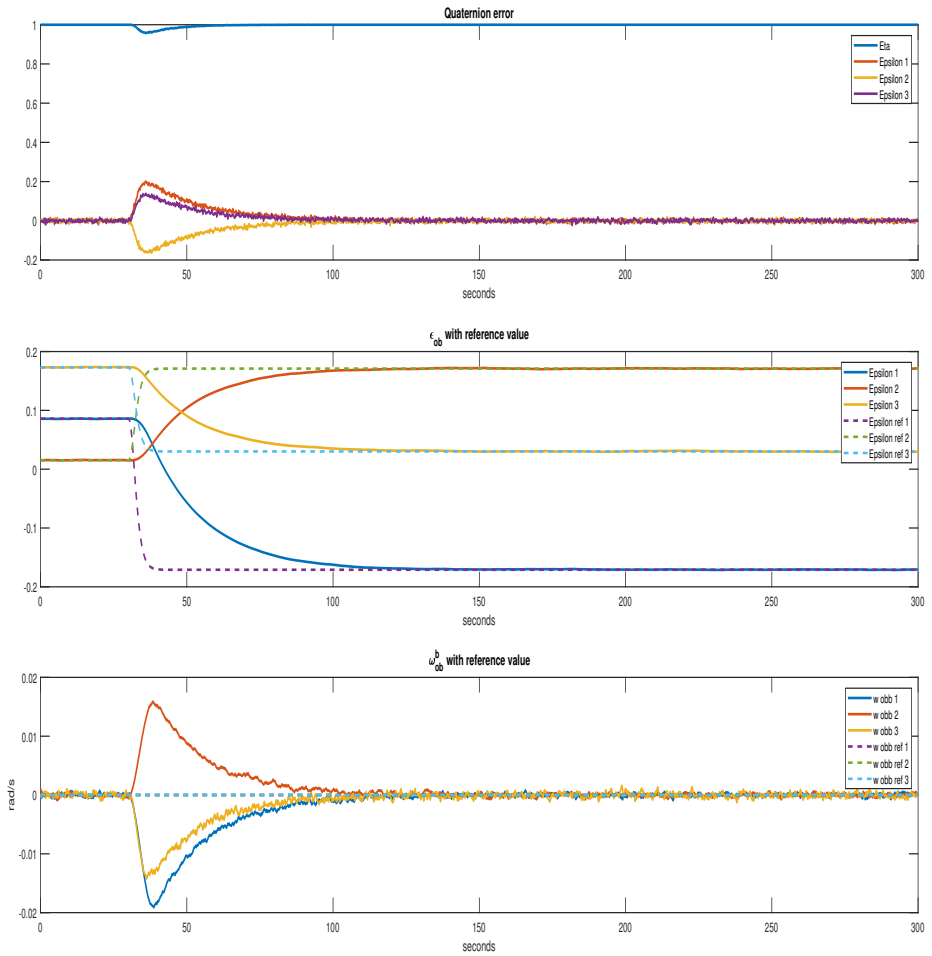 Quaternion error
1
0.8
0.6
0.4
0.2
0
-0.2
0
50
100
150
200
250
300
seconds
Eta
Epsilon 1
Epsilon 2
Epsilon 3
ϵob with reference value
0.2
0.1
0
-0.1
-0.2
0
50
100
150
200
250
300
seconds
Epsilon 1
Epsilon 2
Epsilon 3
Epsilon ref 1
Epsilon ref 2
Epsilon ref 3
ω^b_ob with reference value
0.02
0.01
0
-0.01
-0.02
rad/s
0
50
100
150
200
250
300
seconds
w obb 1
w obb 2
w obb 3
w obb ref 1
w obb ref 2
w obb ref 3